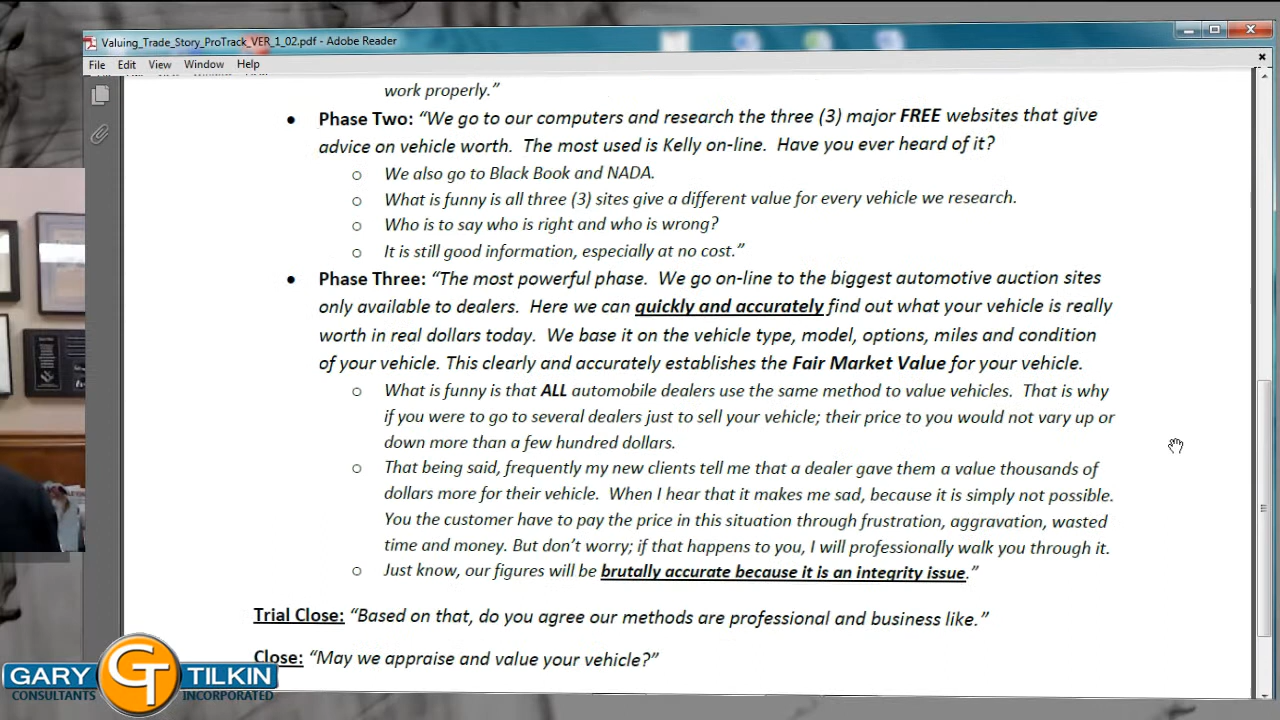 Valuing_Trade_Story_ProTrack_VER_1_02.pdf - Adobe Reader
File Edit View Window Help
work properly.”
• Phase Two: “We go to our computers and research the three (3) major FREE websites that give
advice on vehicle worth. The most used is Kelly on-line. Have you ever heard of it?
o We also go to Black Book and NADA.
o What is funny is all three (3) sites give a different value for every vehicle we research.
o Who is to say who is right and who is wrong?
o It is still good information, especially at no cost.”
• Phase Three: “The most powerful phase. We go on-line to the biggest automotive auction sites
only available to dealers. Here we can quickly and accurately find out what your vehicle is really
worth in real dollars today. We base it on the vehicle type, model, options, miles and condition
of your vehicle. This clearly and accurately establishes the Fair Market Value for your vehicle.
o What is funny is that ALL automobile dealers use the same method to value vehicles. That is why
if you were to go to several dealers just to sell your vehicle; their price to you would not vary up or
down more than a few hundred dollars.
o That being said, frequently my new clients tell me that a dealer gave them a value thousands of
dollars more for their vehicle. When I hear that it makes me sad, because it is simply not possible.
You the customer have to pay the price in this situation through frustration, aggravation, wasted
time and money. But don’t worry; if that happens to you, I will professionally walk you through it.
o Just know, our figures will be brutally accurate because it is an integrity issue.”
Trial Close: “Based on that, do you agree our methods are professional and business like.”
Close: “May we appraise and value your vehicle?”
GARY GT TILKIN
CONSULTANTS INCORPORATED